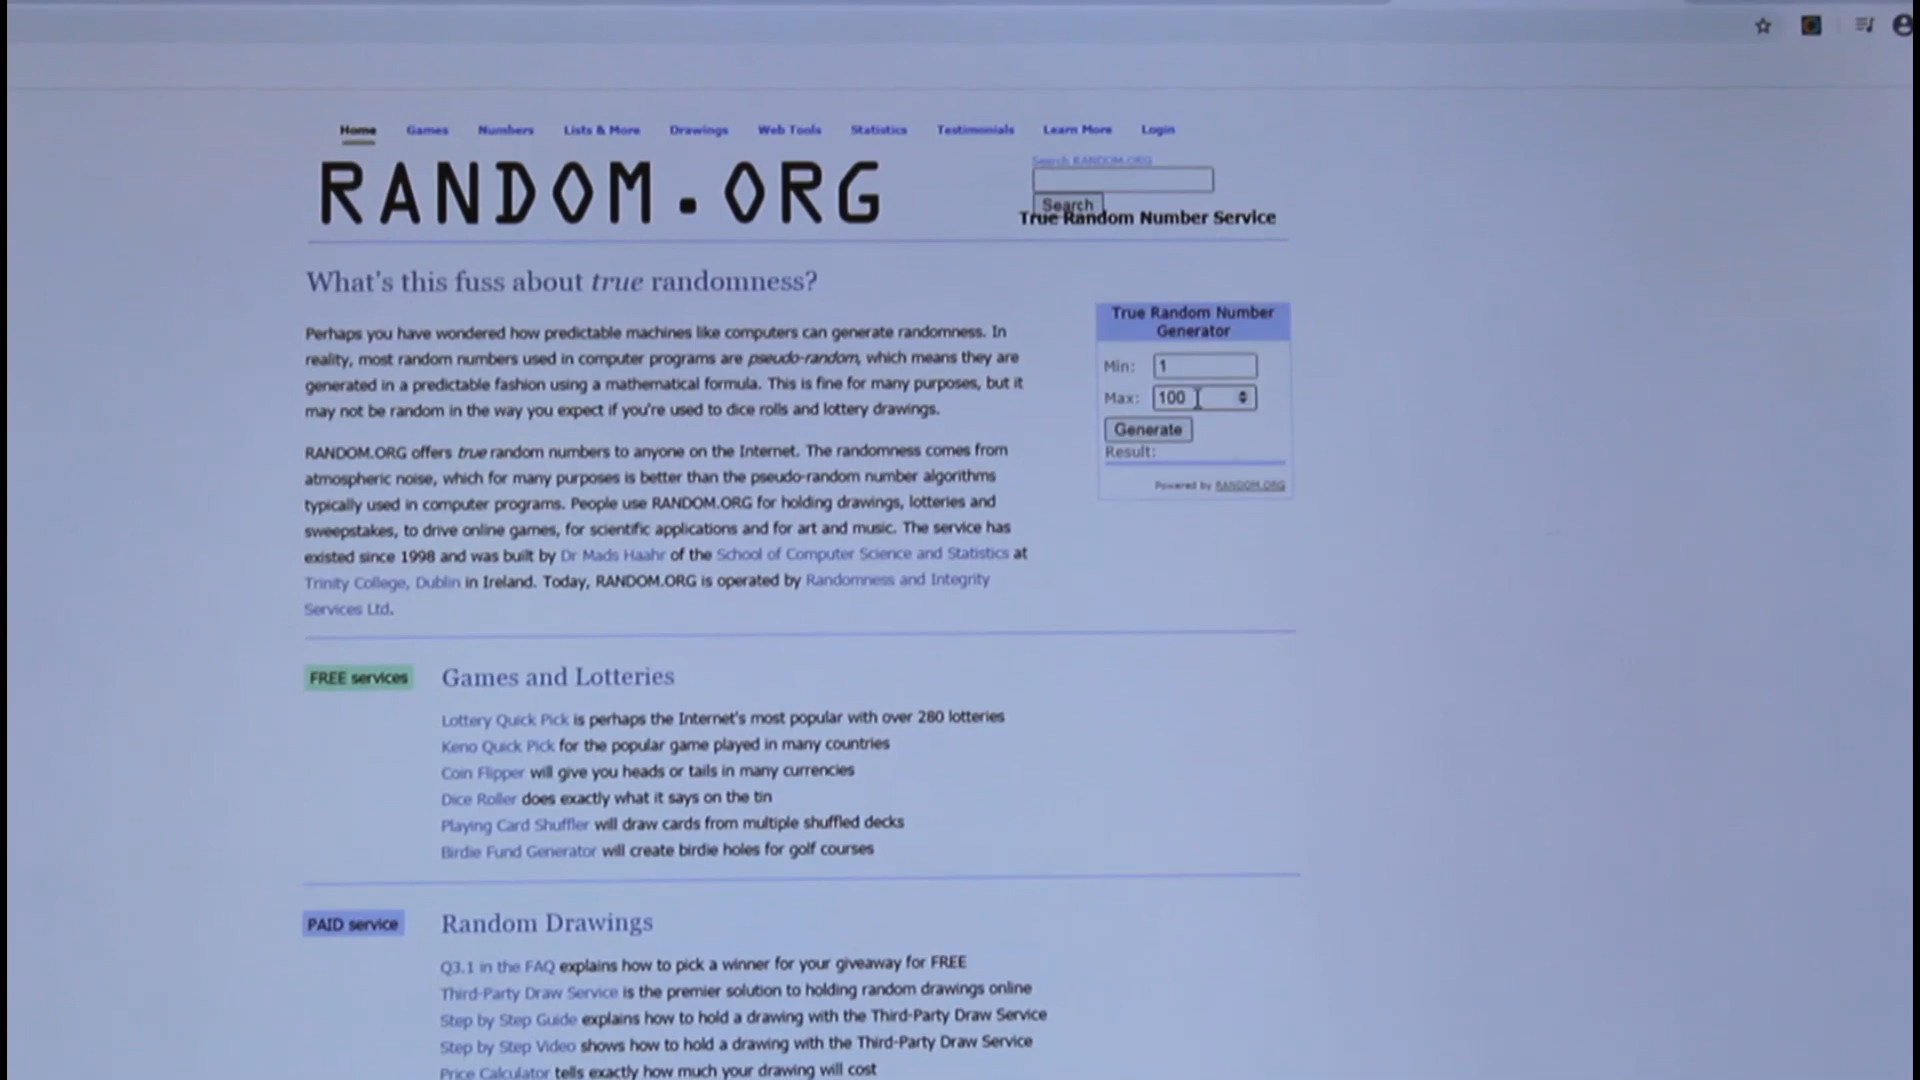 Home Games Numbers Lists & More Drawings Web Tools Statistics Testimonials Learn More Login
RANDOM.ORG
Search RANDOM.ORG
Search
True Random Number Service
What's this fuss about true randomness?
Perhaps you have wondered how predictable machines like computers can generate randomness. In
reality, most random numbers used in computer programs are pseudo-random, which means they are
generated in a predictable fashion using a mathematical formula. This is fine for many purposes, but it
may not be random in the way you expect if you're used to dice rolls and lottery drawings.
RANDOM.ORG offers true random numbers to anyone on the Internet. The randomness comes from
atmospheric noise, which for many purposes is better than the pseudo-random number algorithms
typically used in computer programs. People use RANDOM.ORG for holding drawings, lotteries and
sweepstakes, to drive online games, for scientific applications and for art and music. The service has
existed since 1998 and was built by Dr Mads Haahr of the School of Computer Science and Statistics at
Trinity College, Dublin in Ireland. Today, RANDOM.ORG is operated by Randomness and Integrity
Services Ltd.
True Random Number
Generator
Min: 1
Max: 100
Generate
Result:
Powered by RANDOM.ORG
FREE services
Games and Lotteries
Lottery Quick Pick is perhaps the Internet's most popular with over 280 lotteries
Keno Quick Pick for the popular game played in many countries
Coin Flipper will give you heads or tails in many currencies
Dice Roller does exactly what it says on the tin
Playing Card Shuffler will draw cards from multiple shuffled decks
Birdie Fund Generator will create birdie holes for golf courses
PAID service
Random Drawings
Q3.1 in the FAQ explains how to pick a winner for your giveaway for FREE
Third-Party Draw Service is the premier solution to holding random drawings online
Step by Step Guide explains how to hold a drawing with the Third-Party Draw Service
Step by Step Video shows how to hold a drawing with the Third-Party Draw Service
Price Calculator tells exactly how much your drawing will cost